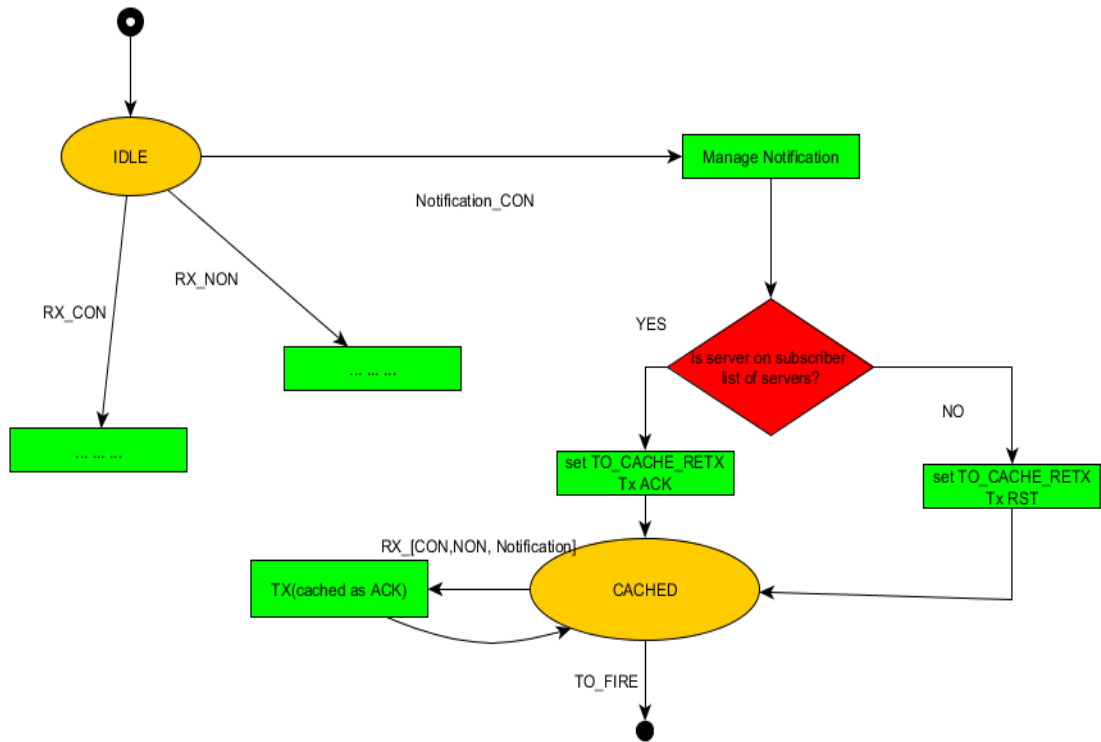 IDLE
Manage Notification
Notification_CON
RX_NON
RX_CON
YES
is server on subscriber
list of servers?
... ... ...
NO
... ... ...
set TO_CACHE_RETX
Tx ACK
set TO_CACHE_RETX
Tx RST
RX_[CON,NON, Notification]
TX(cached as ACK)
CACHED
TO_FIRE